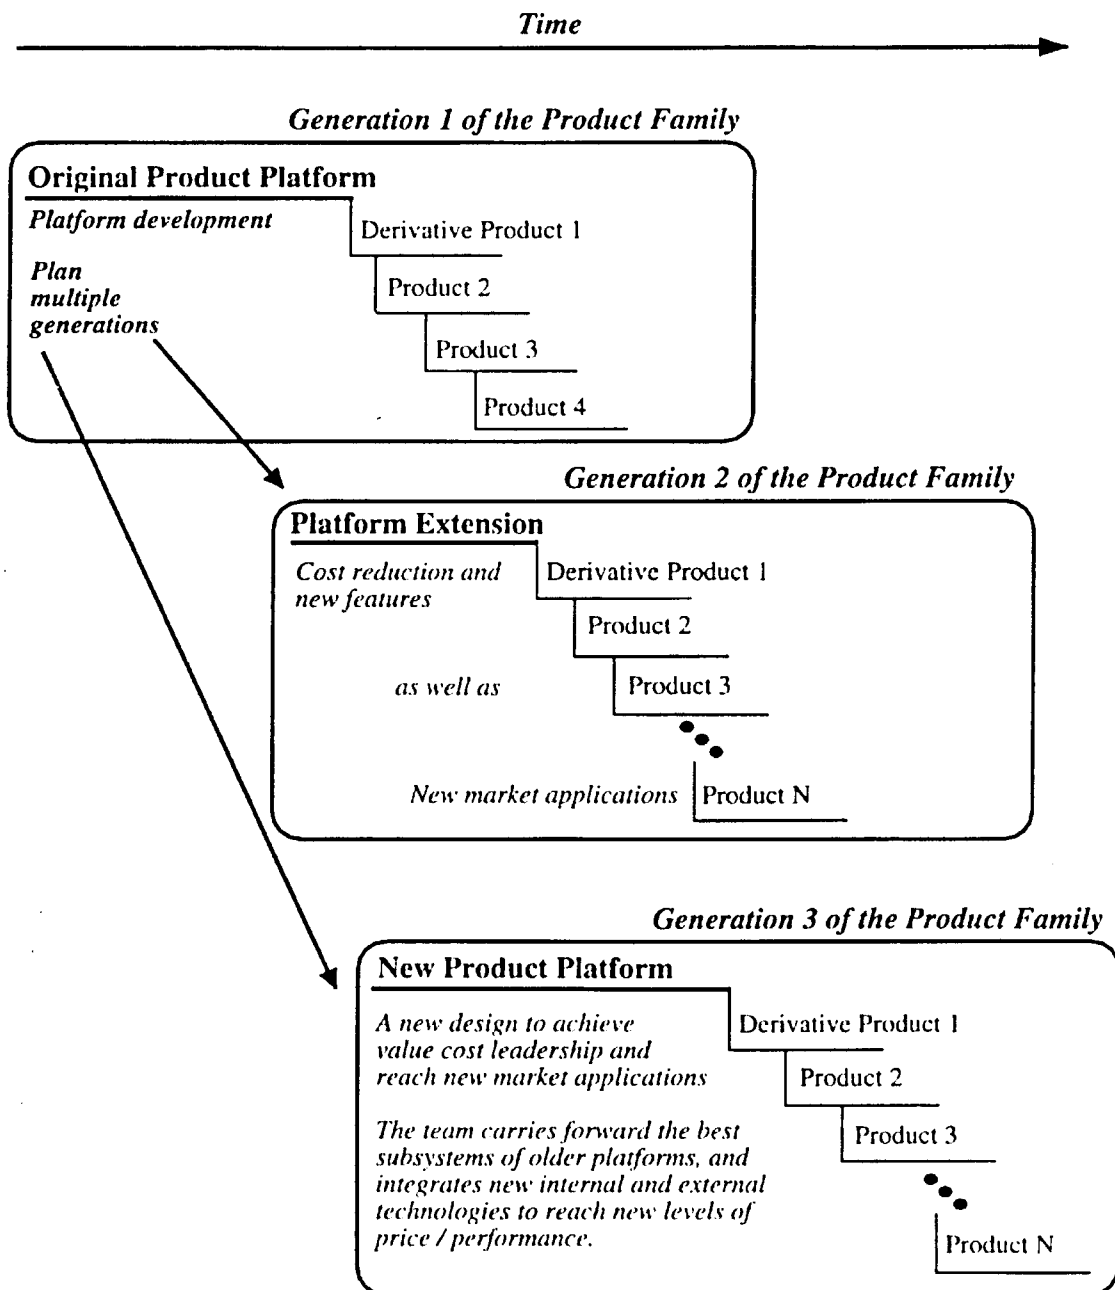 Time
Generation 1 of the Product Family
Original Product Platform
Platform development
Derivative Product 1
Plan
multiple
generations
Product 2
Product 3
Product 4
Generation 2 of the Product Family
Platform Extension
Cost reduction and
new features
Derivative Product 1
Product 2
as well as
Product 3
New market applications
Product N
Generation 3 of the Product Family
New Product Platform
A new design to achieve
value cost leadership and
reach new market applications
Derivative Product 1
Product 2
The team carries forward the best
subsystems of older platforms, and
integrates new internal and external
technologies to reach new levels of
price / performance.
Product 3
Product N